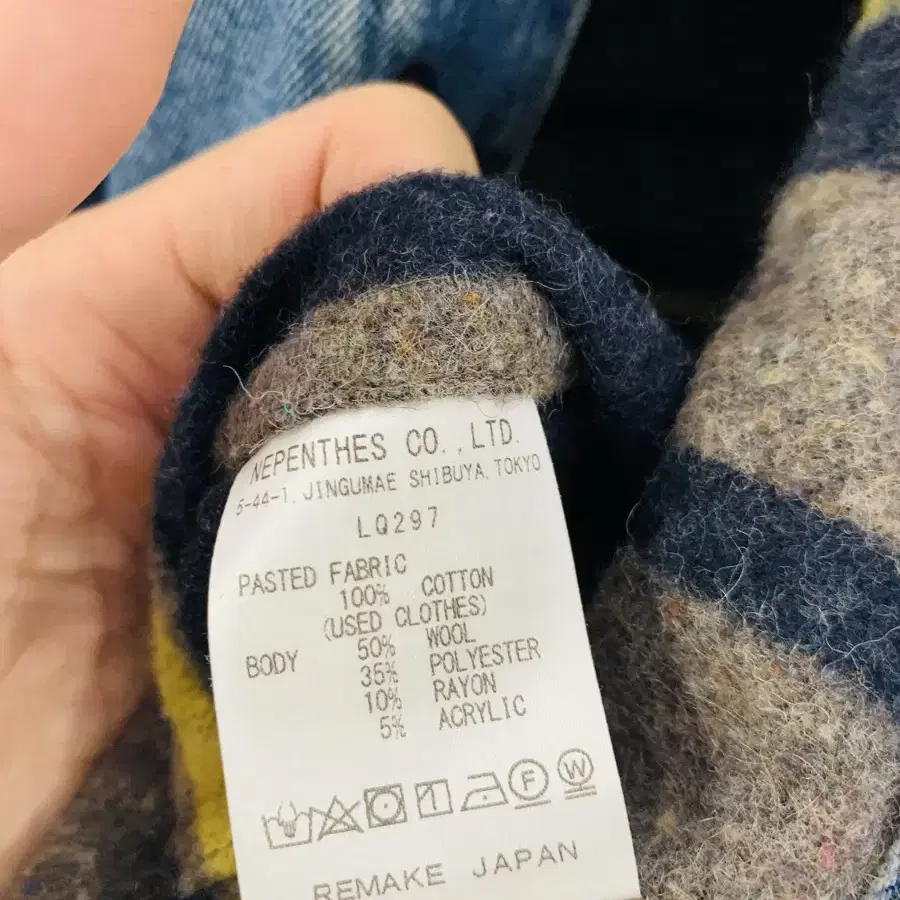 NEPENTHES CO.,LTD.
5-44-1, JINGUMAE SHIBUYA, TOKYO
LQ297
PASTED FABRIC
100% COTTON
(USED CLOTHES)
BODY 50% WOOL
35% POLYESTER
10% RAYON
5% ACRYLIC
F W
REMAKE JAPAN